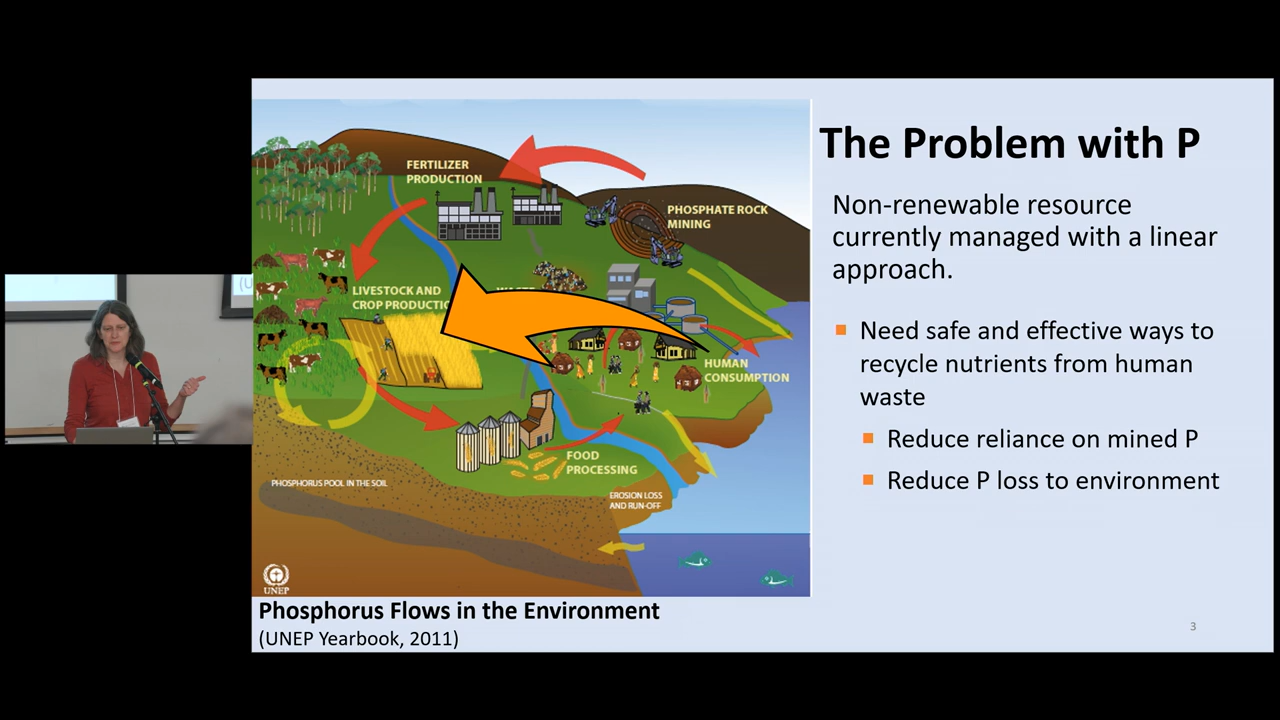 The Problem with P
Non-renewable resource
currently managed with a linear
approach.
Need safe and effective ways to
recycle nutrients from human
waste
Reduce reliance on mined P
Reduce P loss to environment
FERTILIZER
PRODUCTION
PHOSPHATE ROCK
MINING
LIVESTOCK AND
CROP PRODUCTIO
HUMAN
CONSUMPTION
FOOD
PROCESSING
PHOSPHORUS POOL IN THE SOIL
EROSION LOSS
AND RUN-OFF
UNEP
Phosphorus Flows in the Environment
(UNEP Yearbook, 2011)
3